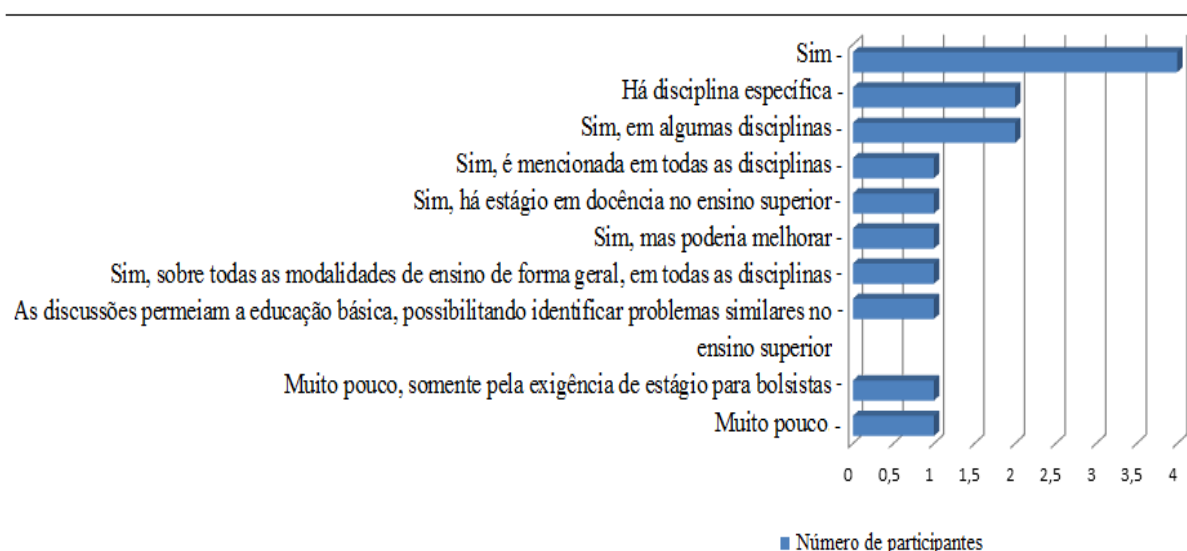 Sim -
Há disciplina específica -
Sim, em algumas disciplinas -
Sim, é mencionada em todas as disciplinas -
Sim, há estágio em docência no ensino superior -
Sim, mas poderia melhorar -
Sim, sobre todas as modalidades de ensino de forma geral, em todas as disciplinas -
As discussões permeiam a educação básica, possibilitando identificar problemas similares no -
ensino superior
Muito pouco, somente pela exigência de estágio para bolsistas -
Muito pouco -
0 0,5 1 1,5 2 2,5 3 3,5 4
Número de participantes